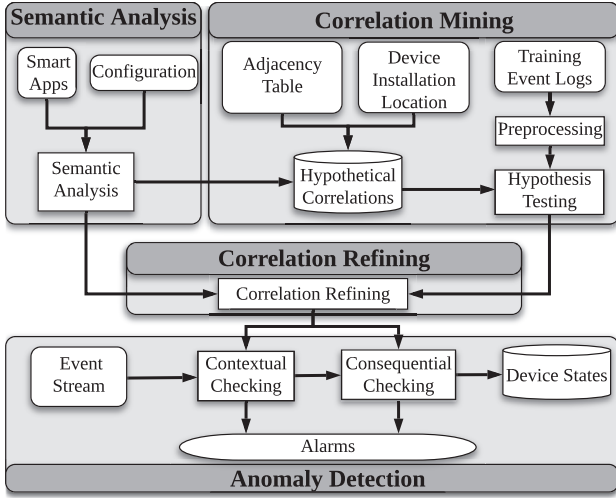 Semantic Analysis
Correlation Mining
Smart
Apps
Configuration
Semantic
Analysis
Adjacency
Table
Device
Installation
Location
Training
Event Logs
Preprocessing
Hypothetical
Correlations
Hypothesis
Testing
Correlation Refining
Correlation Refining
Event
Stream
Contextual
Checking
Consequential
Checking
Device States
Alarms
Anomaly Detection